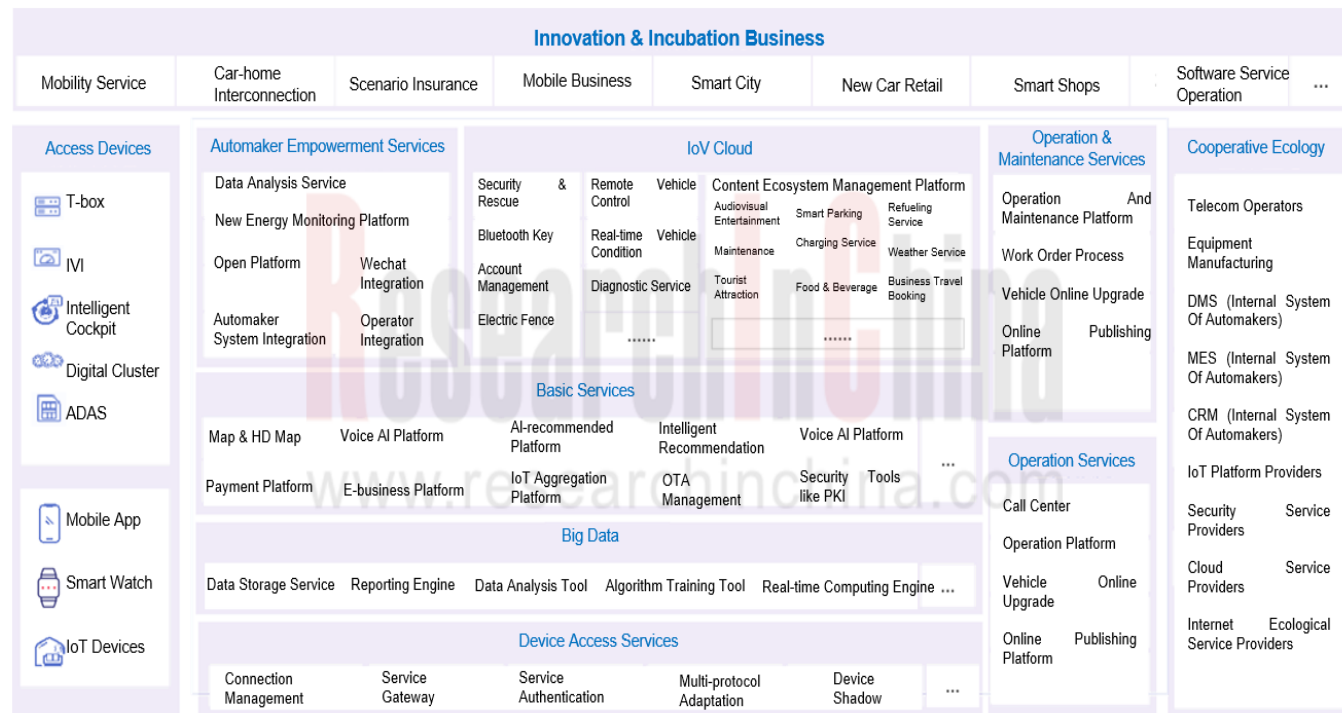 Innovation & Incubation Business
Mobility Service
Car-home
Interconnection
Scenario Insurance
Mobile Business
Smart City
New Car Retail
Smart Shops
Software Service
Operation
...
Access Devices
T-box
IVI
Intelligent
Cockpit
Digital Cluster
ADAS
Mobile App
Smart Watch
IoT Devices
Automaker Empowerment Services
Data Analysis Service
New Energy Monitoring Platform
Open Platform
Wechat
Integration
Automaker
System Integration
Operator
Integration
IoV Cloud
Security &
Rescue
Bluetooth Key
Account
Management
Electric Fence
Remote Vehicle
Control
Real-time Vehicle
Condition
Diagnostic Service
......
Content Ecosystem Management Platform
Audiovisual
Entertainment
Smart Parking
Refueling
Service
Maintenance
Charging Service
Weather Service
Tourist
Attraction
Food & Beverage
Business Travel
Booking
......
Basic Services
Map & HD Map
Voice AI Platform
AI-recommended
Platform
Intelligent
Recommendation
Voice AI Platform
Payment Platform
E-business Platform
IoT Aggregation
Platform
OTA
Management
Security Tools
like PKI
...
Big Data
Data Storage Service
Reporting Engine
Data Analysis Tool
Algorithm Training Tool
Real-time Computing Engine
...
Device Access Services
Connection
Management
Service
Gateway
Service
Authentication
Multi-protocol
Adaptation
Device
Shadow
...
Operation &
Maintenance Services
Operation And
Maintenance Platform
Work Order Process
Vehicle Online Upgrade
Online Publishing
Platform
Operation Services
Call Center
Operation Platform
Vehicle Online
Upgrade
Online Publishing
Platform
Cooperative Ecology
Telecom Operators
Equipment
Manufacturing
DMS (Internal System
Of Automakers)
MES (Internal System
Of Automakers)
CRM (Internal System
Of Automakers)
IoT Platform Providers
Security Service
Providers
Cloud Service
Providers
Internet Ecological
Service Providers
ResearchInChina
www.researchinchina.com